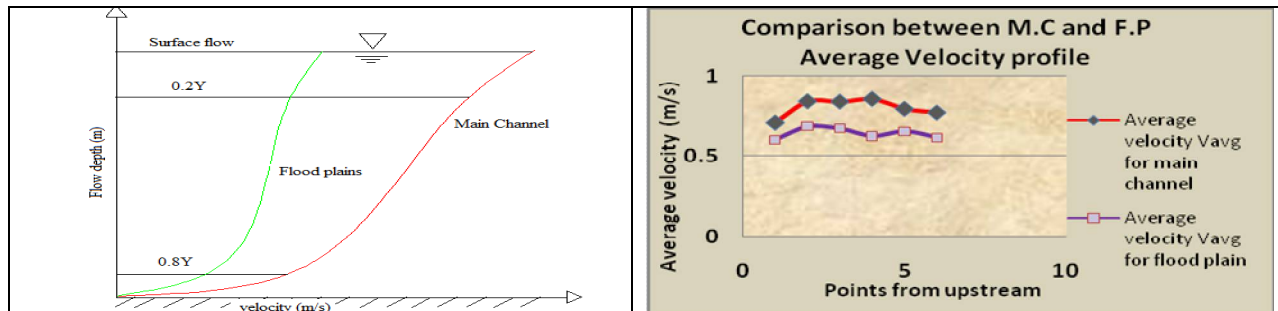 Surface flow
0.2Y
Main Channel
Flood plains
0.8Y
Flow depth (m)
velocity (m/s)
Comparison between M.C and F.P
Average Velocity profile
Average velocity (m/s)
1
0.5
0
0
5
10
Points from upstream
Average
velocity Vavg
for main
channel
Average
velocity Vavg
for flood plain